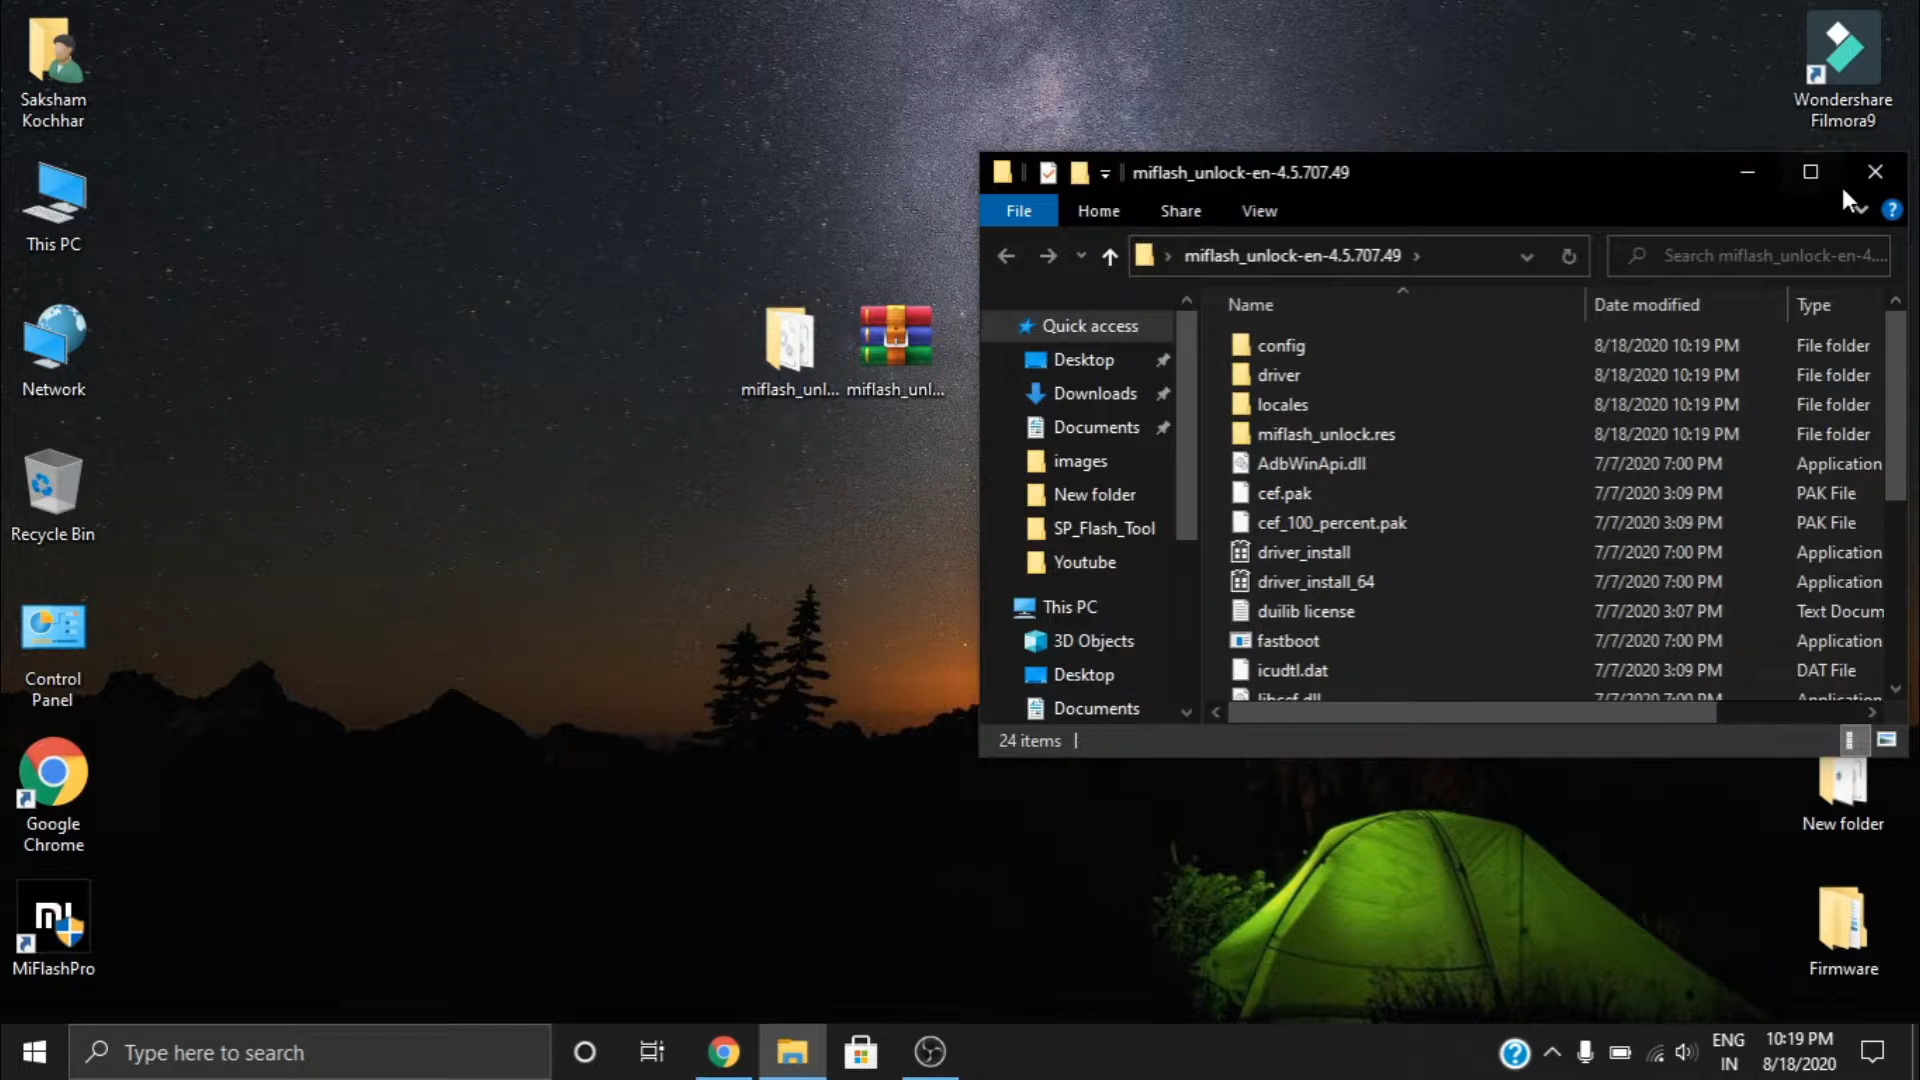 Saksham
Kochhar
This PC
Network
Recycle Bin
Control
Panel
Google
Chrome
MiFlashPro
miflash_unl...
miflash_unl...
Wondershare
Filmora9
miflash_unlock-en-4.5.707.49
File Home Share View
miflash_unlock-en-4.5.707.49
Search miflash_unlock-en-4....
Quick access
Desktop
Downloads
Documents
images
New folder
SP_Flash_Tool
Youtube
This PC
3D Objects
Desktop
Documents
Name Date modified Type
config 8/18/2020 10:19 PM File folder
driver 8/18/2020 10:19 PM File folder
locales 8/18/2020 10:19 PM File folder
miflash_unlock.res 8/18/2020 10:19 PM File folder
AdbWinApi.dll 7/7/2020 7:00 PM Application
cef.pak 7/7/2020 3:09 PM PAK File
cef_100_percent.pak 7/7/2020 3:09 PM PAK File
driver_install 7/7/2020 7:00 PM Application
driver_install_64 7/7/2020 7:00 PM Application
duilib license 7/7/2020 3:07 PM Text Docum
fastboot 7/7/2020 7:00 PM Application
icudtl.dat 7/7/2020 3:09 PM DAT File
libcef.dll 7/7/2020 7:00 PM Application
24 items
New folder
Firmware
Type here to search
ENG
IN
10:19 PM
8/18/2020